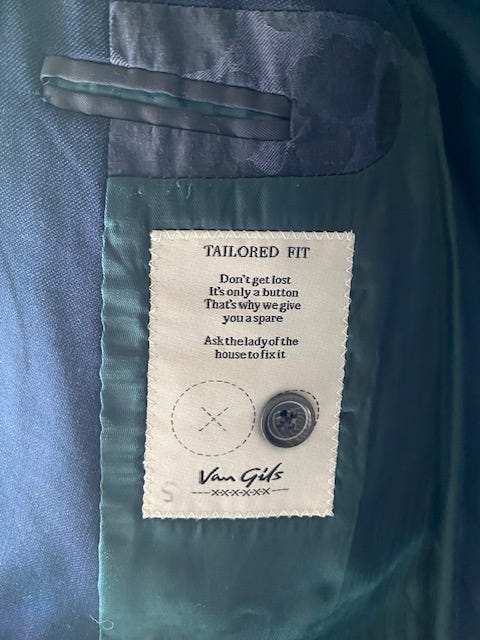 TAILORED FIT
Don't get lost
It's only a button
That's why we give
you a spare
Ask the lady of the
house to fix it
Van Gils